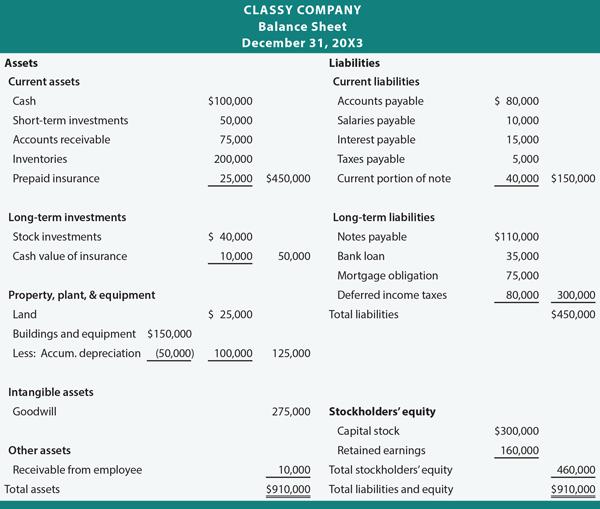 CLASSY COMPANY
Balance Sheet
December 31, 20X3
Assets
Current assets
Cash $100,000
Short-term investments 50,000
Accounts receivable 75,000
Inventories 200,000
Prepaid insurance 25,000 $450,000
Long-term investments
Stock investments $ 40,000
Cash value of insurance 10,000 50,000
Property, plant, & equipment
Land $ 25,000
Buildings and equipment $150,000
Less: Accum. depreciation (50,000) 100,000 125,000
Intangible assets
Goodwill 275,000
Other assets
Receivable from employee 10,000
Total assets $910,000
Liabilities
Current liabilities
Accounts payable $ 80,000
Salaries payable 10,000
Interest payable 15,000
Taxes payable 5,000
Current portion of note 40,000 $150,000
Long-term liabilities
Notes payable $110,000
Bank loan 35,000
Mortgage obligation 75,000
Deferred income taxes 80,000 300,000
Total liabilities $450,000
Stockholders' equity
Capital stock $300,000
Retained earnings 160,000
Total stockholders' equity 460,000
Total liabilities and equity $910,000